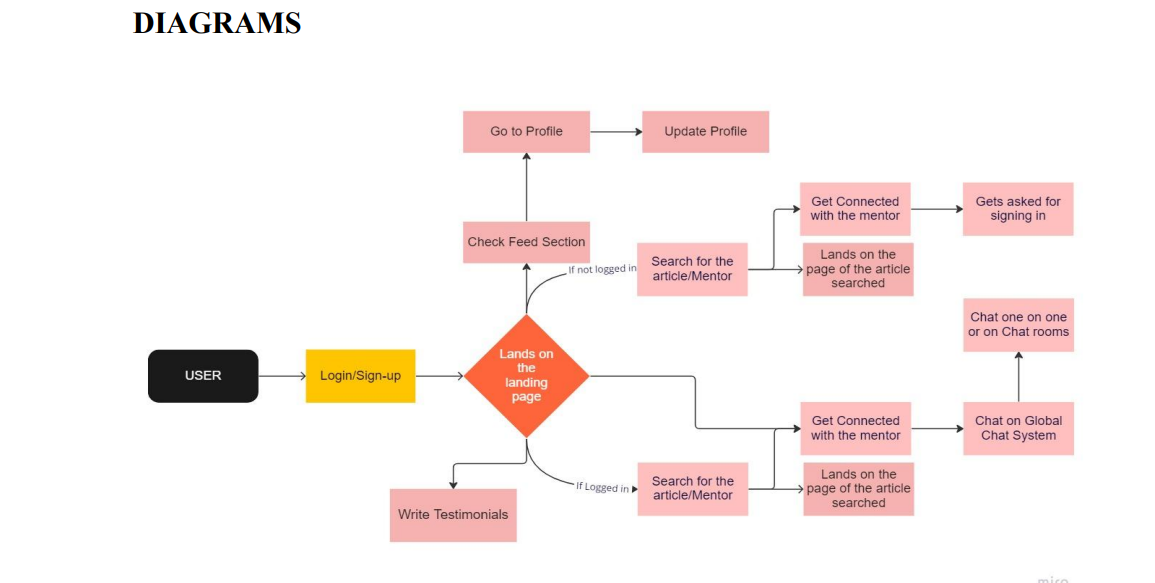 DIAGRAMS
Go to Profile
Update Profile
Get Connected
with the mentor
Gets asked for
signing in
Check Feed Section
If not logged in
Search for the
article/Mentor
Lands on the
page of the article
searched
Chat one on one
or on Chat rooms
USER
Login/Sign-up
Lands on
the
landing
page
Get Connected
with the mentor
Chat on Global
Chat System
If Logged in
Search for the
article/Mentor
Lands on the
page of the article
searched
Write Testimonials
miro